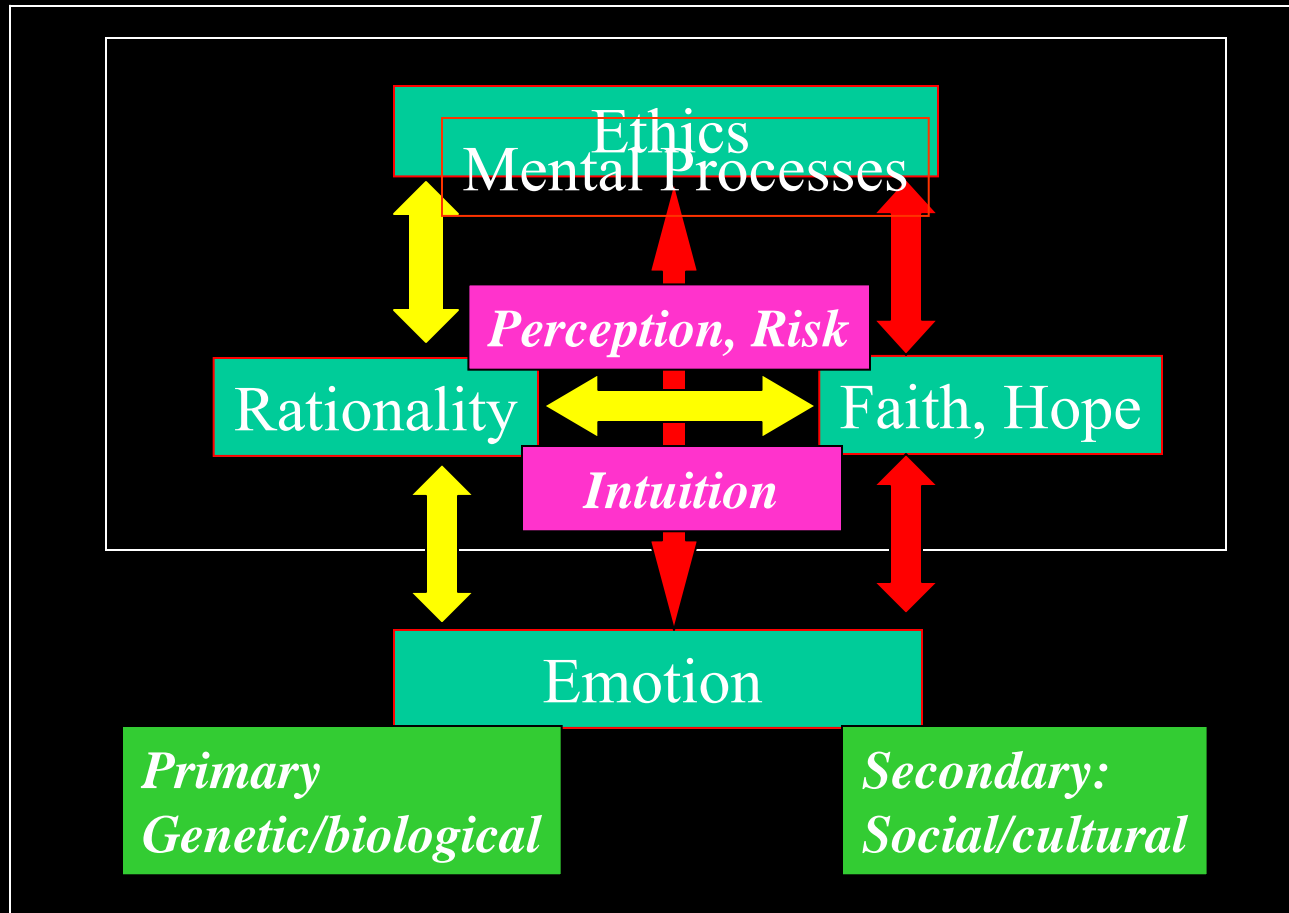 Ethics
Mental Processes
Perception, Risk
Rationality
Faith, Hope
Intuition
Emotion
Primary
Genetic/biological
Secondary:
Social/cultural